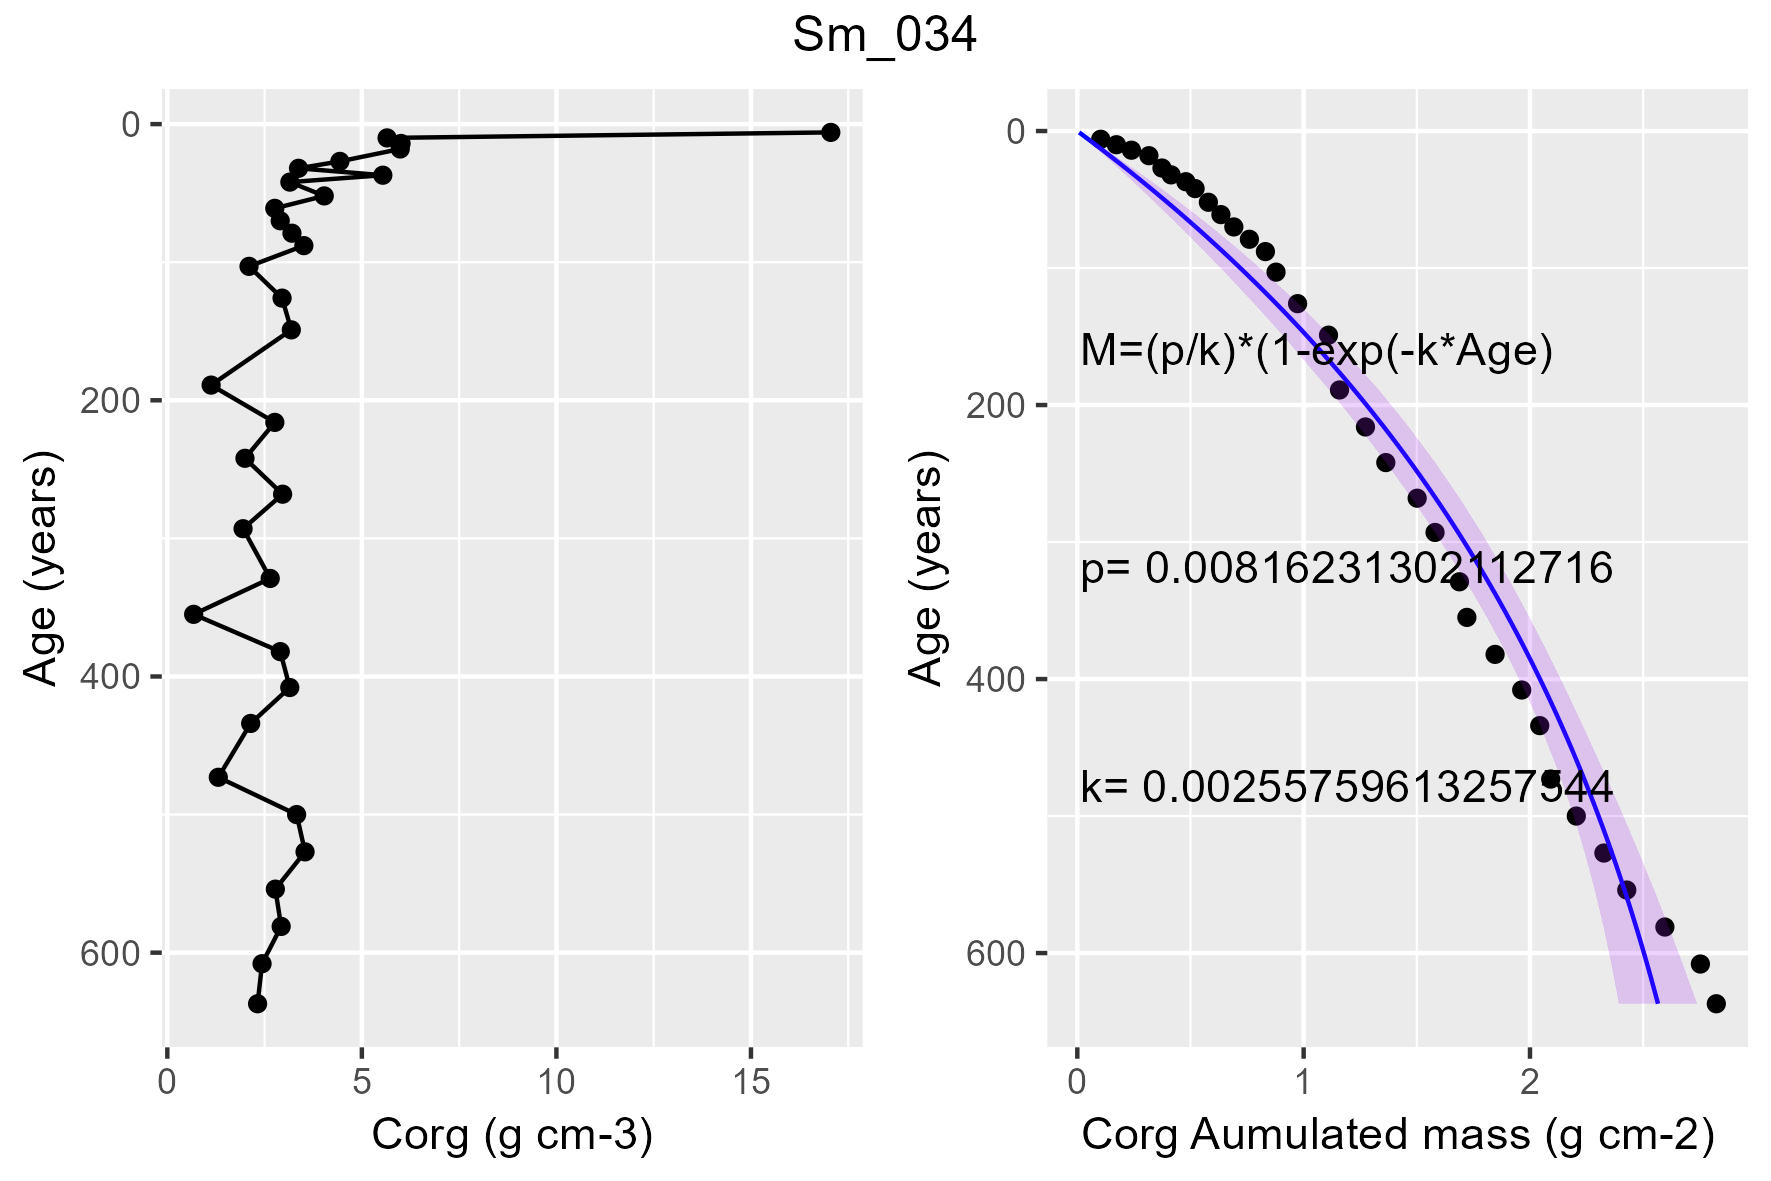 Sm_034
0
200
400
600
Age (years)
0
5
10
15
Corg (g cm-3)
0
200
400
600
Age (years)
M=(p/k)*(1-exp(-k*Age)
p= 0.00816231302112716
k= 0.00255759613257544
0
1
2
Corg Aumulated mass (g cm-2)